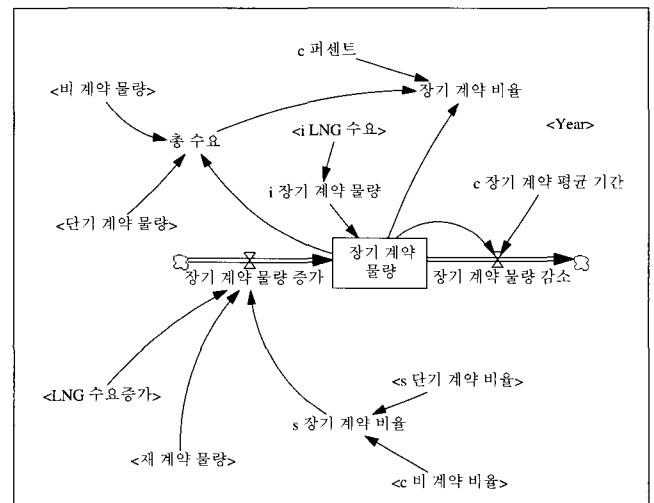 c 퍼센트
<비 계약 물량>
장기 계약 비율
<i LNG 수요>
<Year>
총 수요
i 장기 계약 물량
c 장기 계약 평균 기간
<단기 계약 물량>
장기 계약
물량
장기 계약 물량 증가
장기 계약 물량 감소
<LNG 수요증가>
<s 단기 계약 비율>
s 장기 계약 비율
<재 계약 물량>
<c 비 계약 비율>